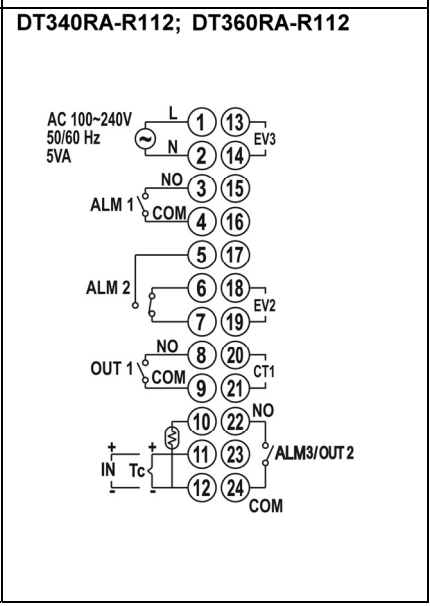 DT340RA-R112; DT360RA-R112
AC 100~240V
50/60 Hz
5VA
L
N
1
13
EV3
2
14
ALM 1
NO
COM
3
15
4
16
5
17
ALM 2
6
18
EV2
7
19
OUT 1
NO
COM
8
20
CT1
9
21
10
22
NO
IN
+
-
Tc
+
-
11
23
ALM3/OUT2
12
24
COM